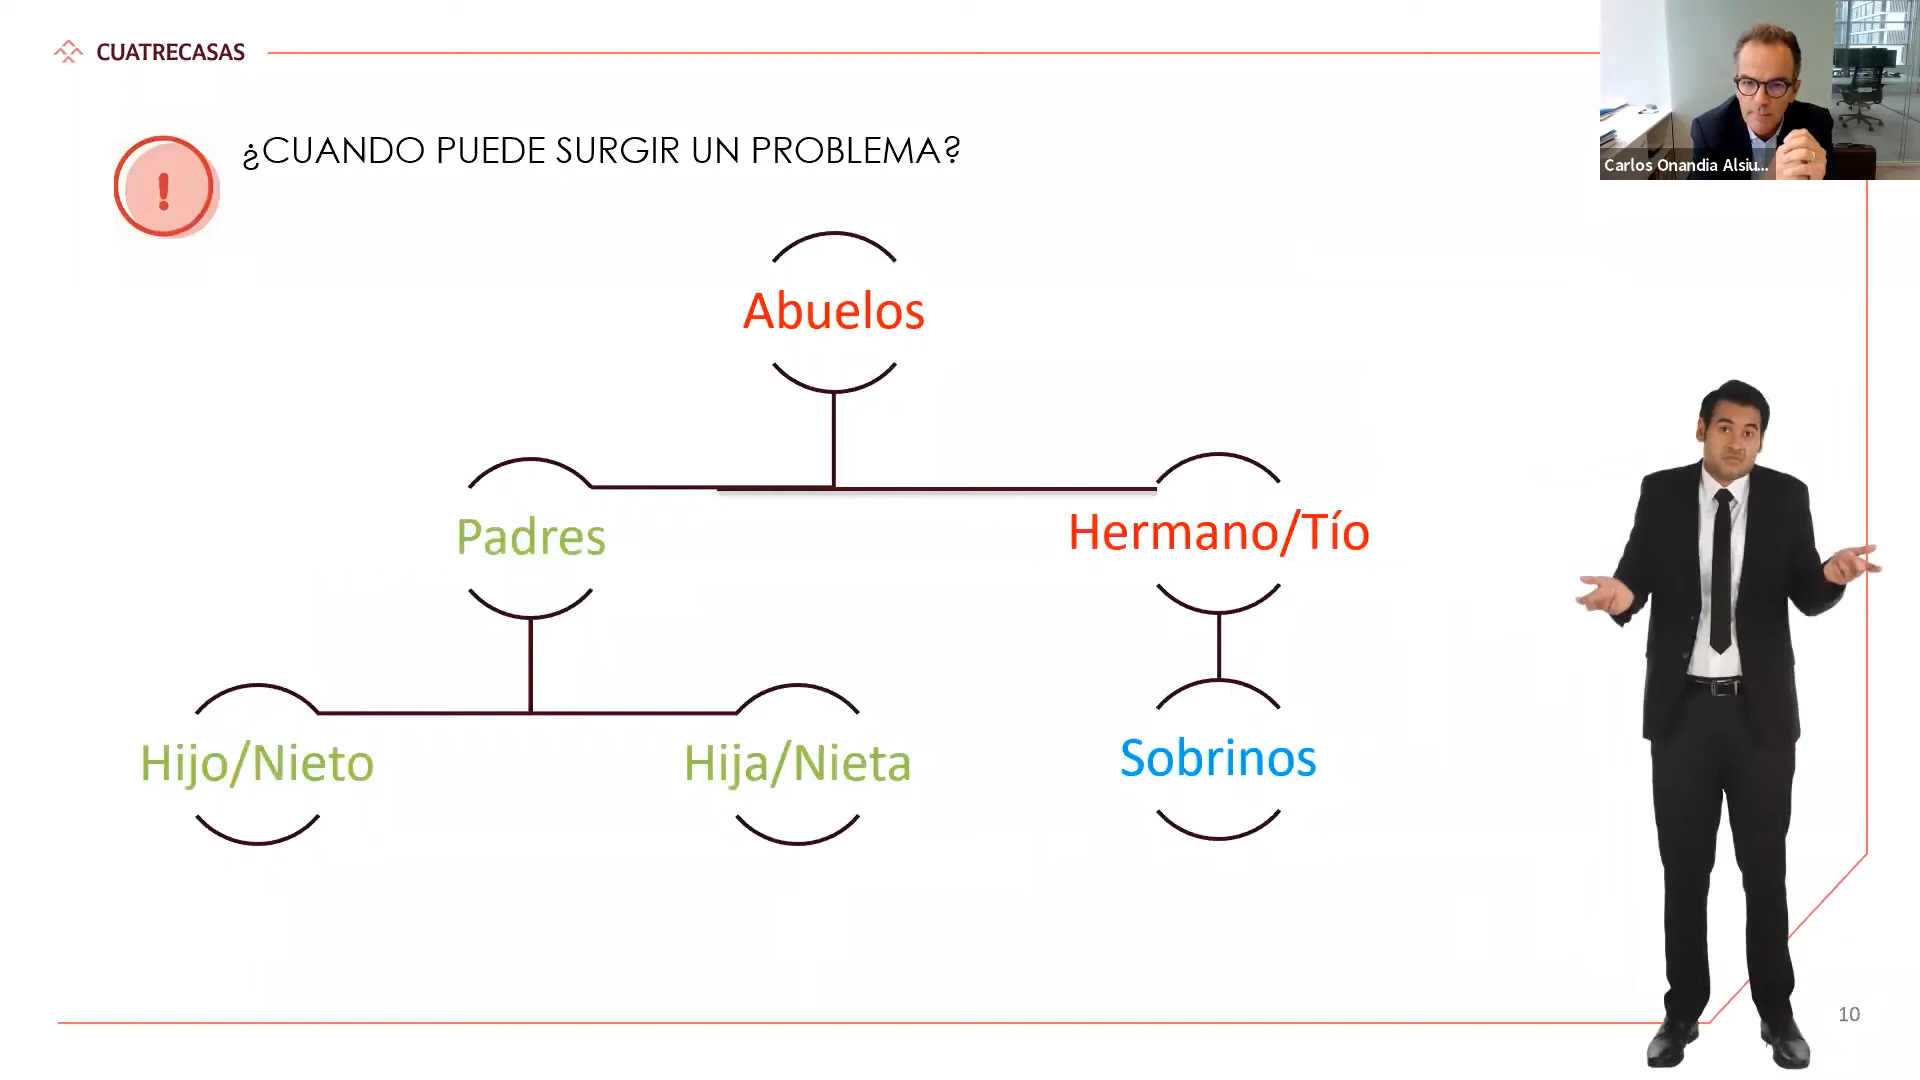 CUATRECASAS
¿CUANDO PUEDE SURGIR UN PROBLEMA?
Carlos Onandia Alsiu...
Abuelos
Padres
Hermano/Tío
Hijo/Nieto
Hija/Nieta
Sobrinos
!
10